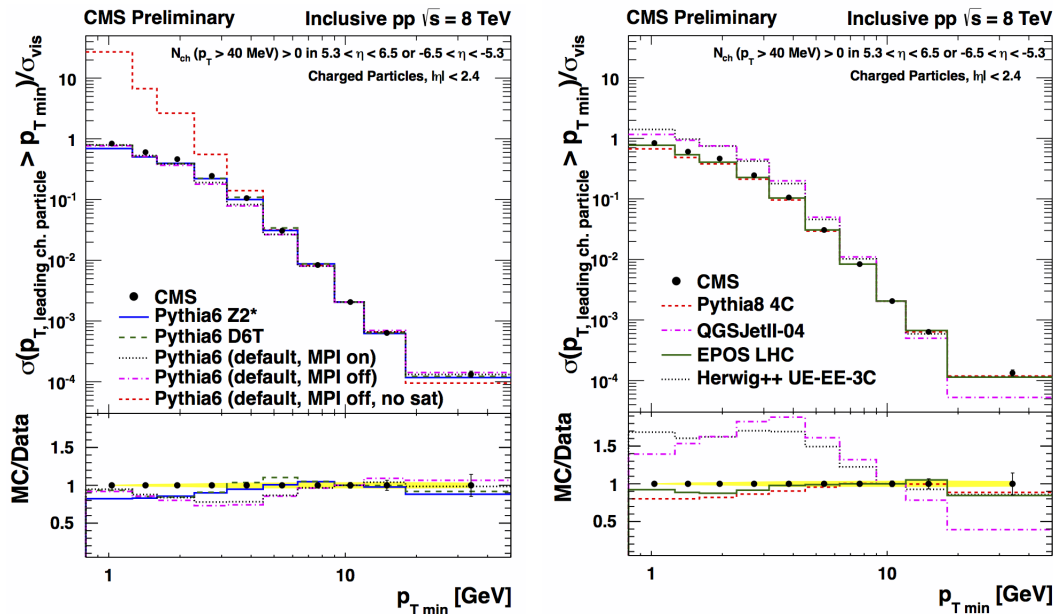 CMS Preliminary Inclusive pp √s = 8 TeV
N_ch (p_T > 40 MeV) > 0 in 5.3 < η < 6.5 or -6.5 < η < -5.3
Charged Particles, |η| < 2.4
σ(p_T, leading ch. particle > p_T min)/σ_vis
10
1
10⁻¹
10⁻²
10⁻³
10⁻⁴
CMS
Pythia6 Z2*
Pythia6 D6T
Pythia6 (default, MPI on)
Pythia6 (default, MPI off)
Pythia6 (default, MPI off, no sat)
MC/Data
1.5
1
0.5
1 10
p_T min [GeV]
CMS Preliminary Inclusive pp √s = 8 TeV
N_ch (p_T > 40 MeV) > 0 in 5.3 < η < 6.5 or -6.5 < η < -5.3
Charged Particles, |η| < 2.4
σ(p_T, leading ch. particle > p_T min)/σ_vis
10
1
10⁻¹
10⁻²
10⁻³
10⁻⁴
CMS
Pythia8 4C
QGSJetII-04
EPOS LHC
Herwig++ UE-EE-3C
MC/Data
1.5
1
0.5
1 10
p_T min [GeV]